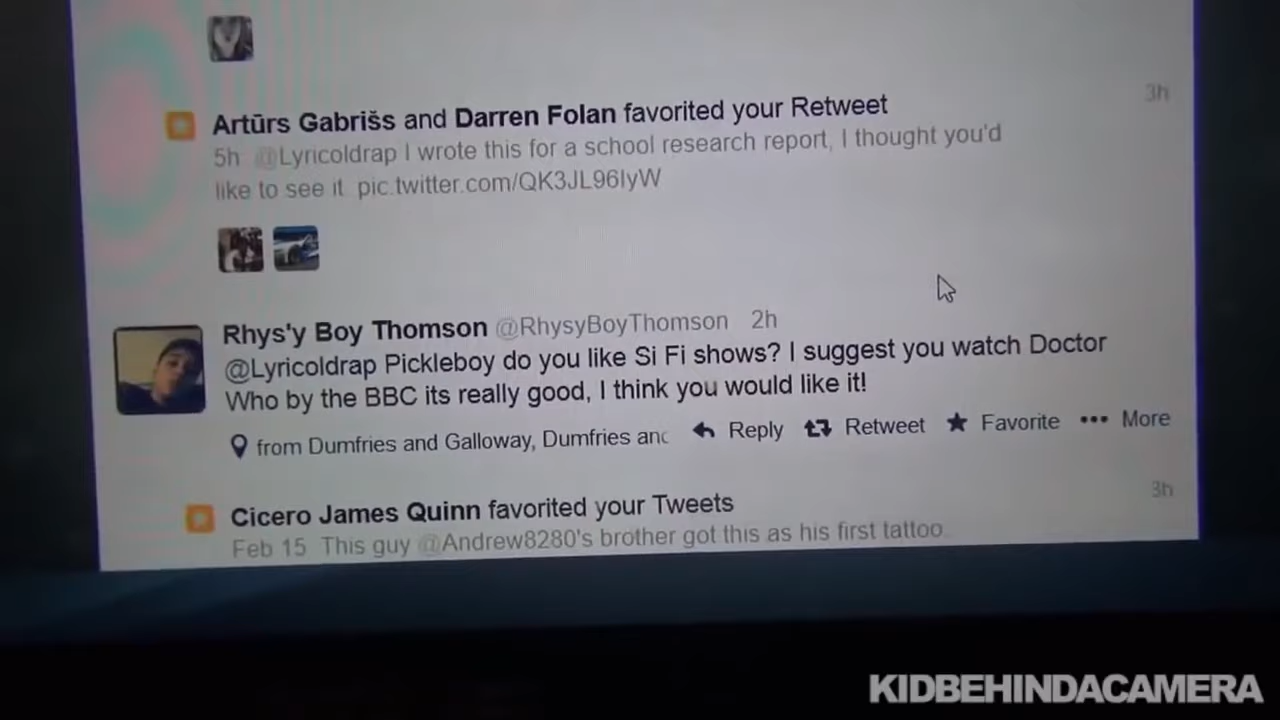 Artūrs Gabrišs and Darren Folan favorited your Retweet
3h
5h @Lyricoldrap I wrote this for a school research report, I thought you'd
like to see it pic.twitter.com/QK3JL96IyW
Rhys'y Boy Thomson @RhysyBoyThomson 2h
@Lyricoldrap Pickleboy do you like Si Fi shows? I suggest you watch Doctor
Who by the BBC its really good, I think you would like it!
from Dumfries and Galloway, Dumfries and Reply Retweet Favorite More
Cicero James Quinn favorited your Tweets
3h
Feb 15 This guy @Andrew8280's brother got this as his first tattoo.
KIDBEHINDACAMERA